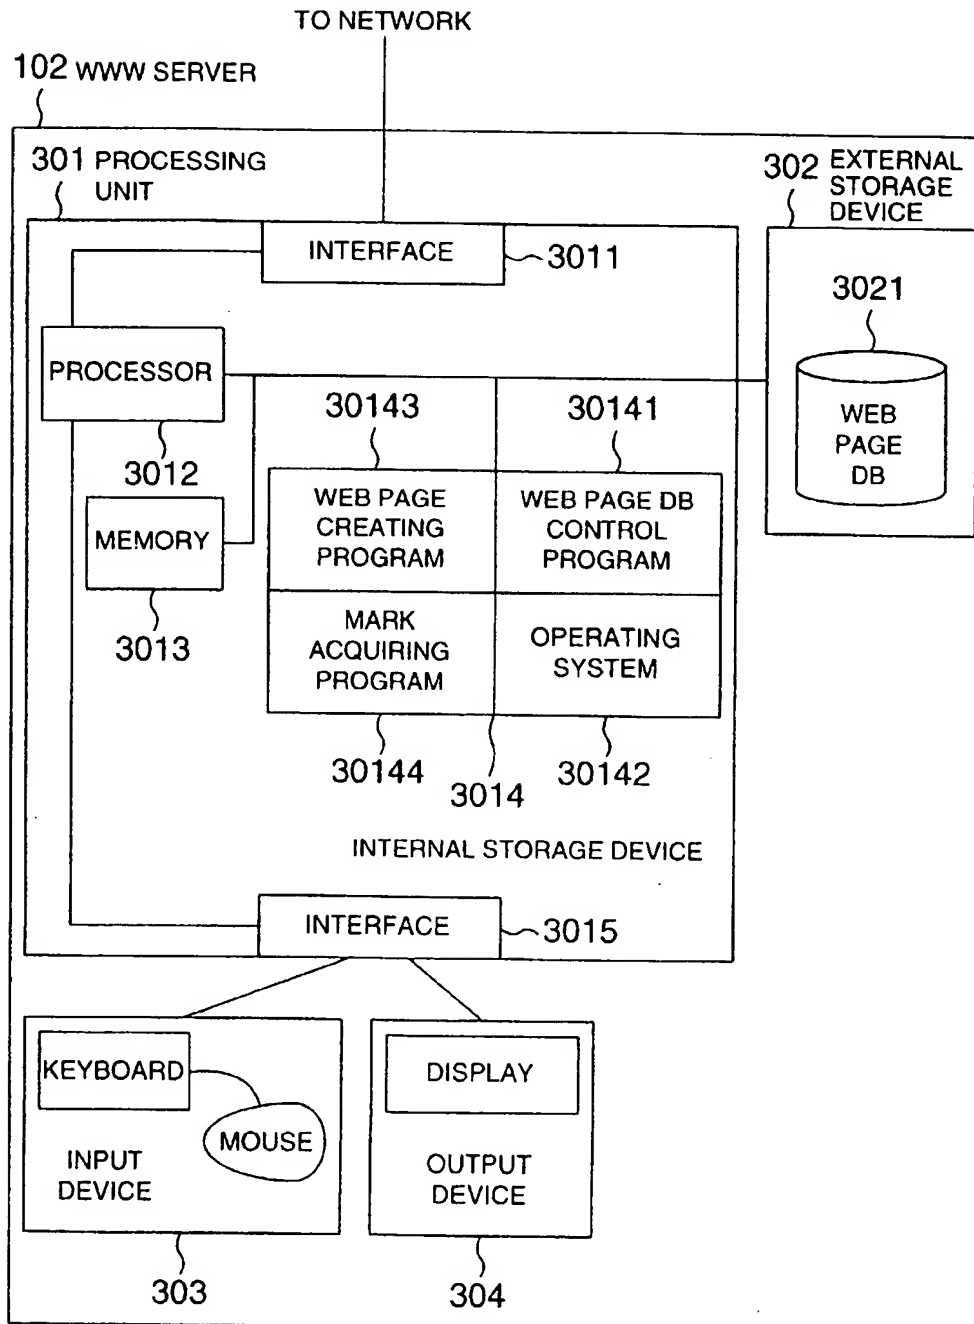 TO NETWORK
102 WWW SERVER
301 PROCESSING
UNIT
302 EXTERNAL
STORAGE
DEVICE
INTERFACE
3011
3021
PROCESSOR
3012
30143
30141
WEB
PAGE
DB
MEMORY
3013
WEB PAGE
CREATING
PROGRAM
WEB PAGE DB
CONTROL
PROGRAM
MARK
ACQUIRING
PROGRAM
OPERATING
SYSTEM
30144
3014
30142
INTERNAL STORAGE DEVICE
INTERFACE
3015
KEYBOARD
MOUSE
INPUT
DEVICE
DISPLAY
OUTPUT
DEVICE
303
304